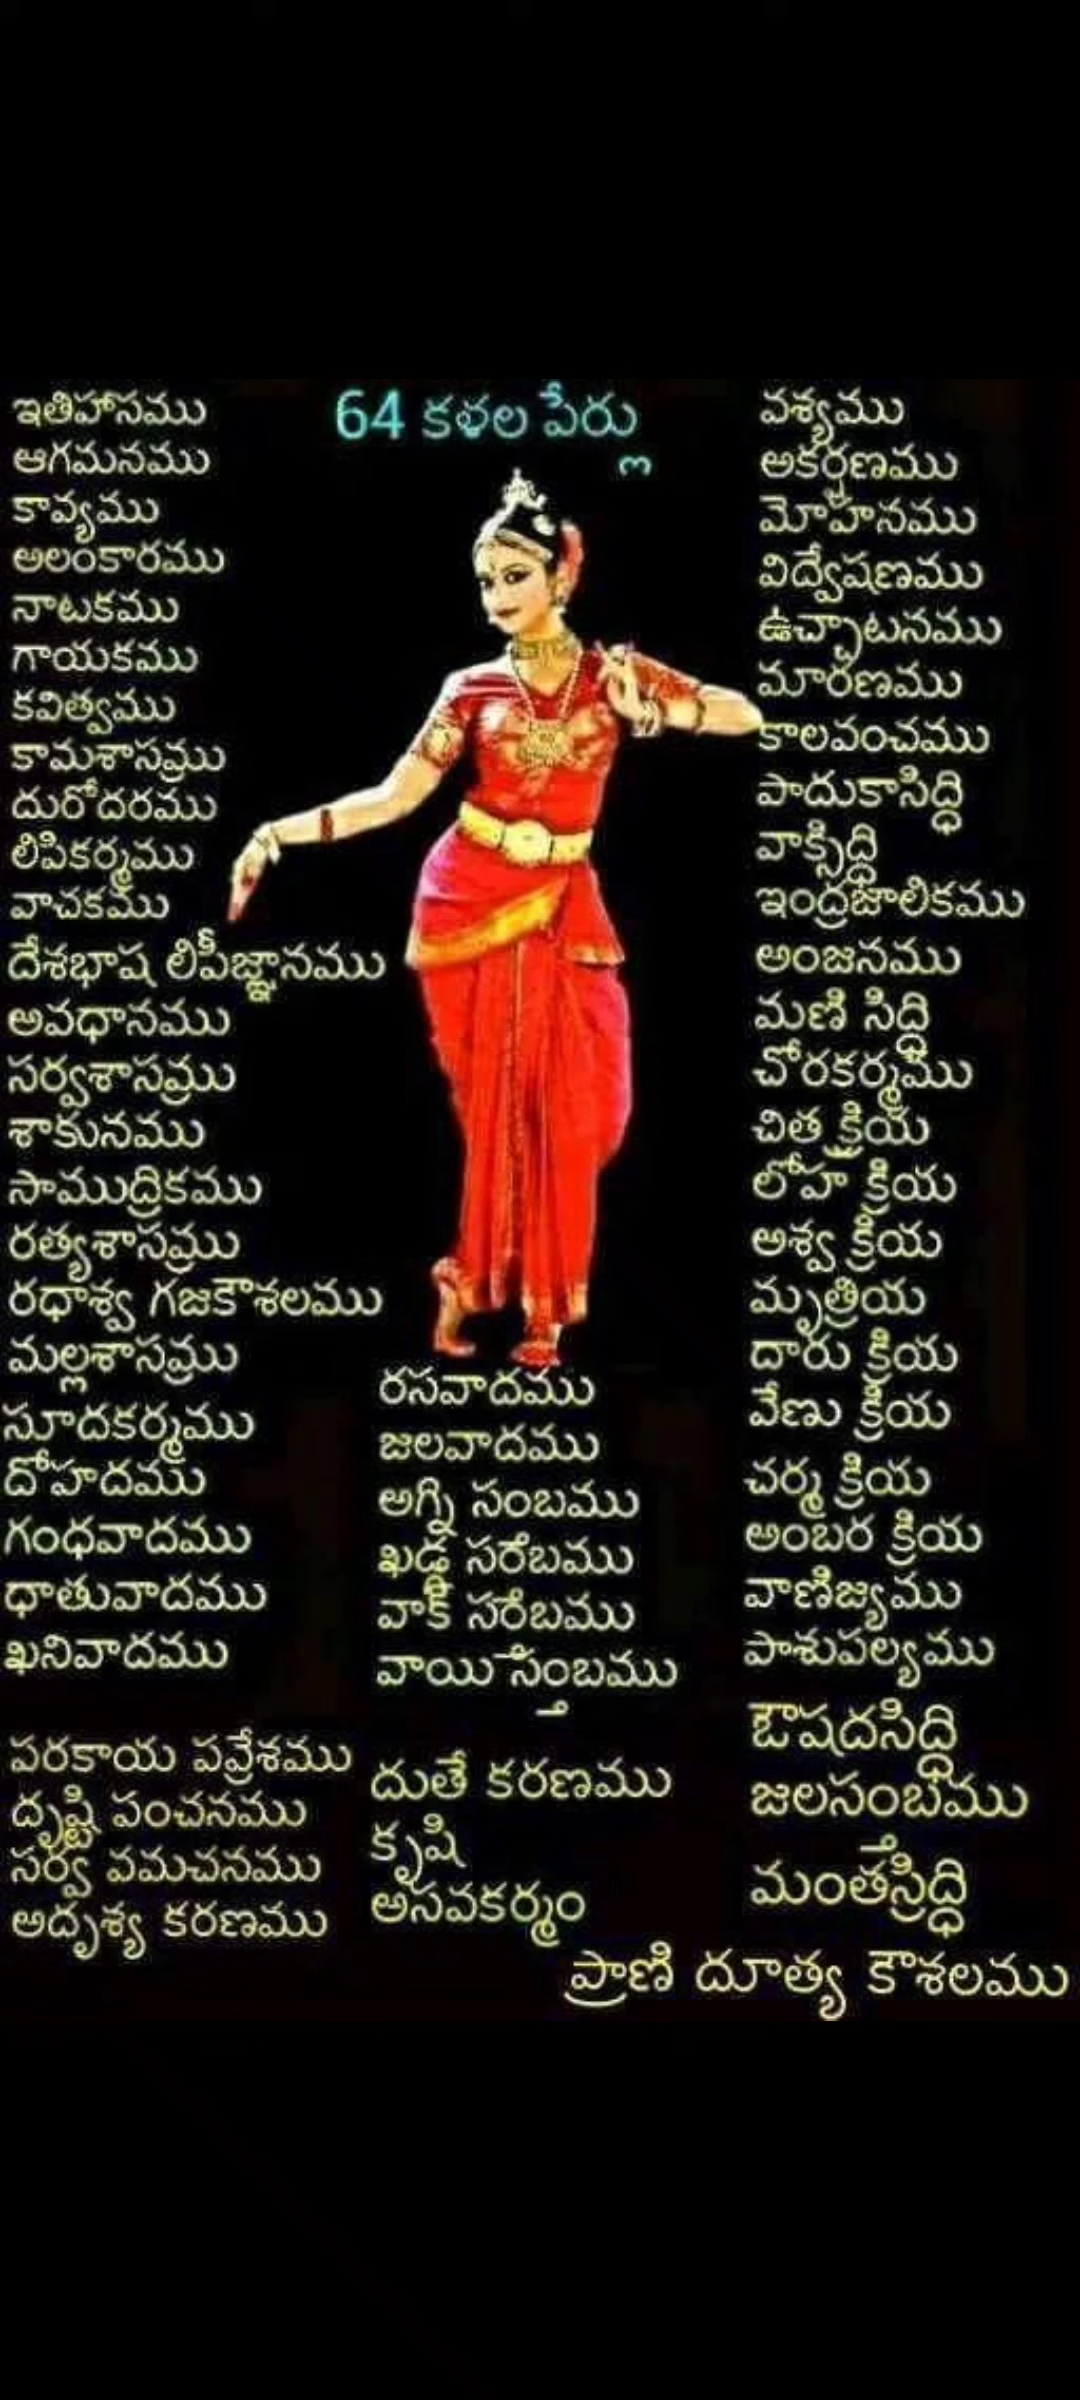 64 కళల పేర్లు
ఇతిహాసము
ఆగమనము
కావ్యము
అలంకారము
నాటకము
గాయకము
కవిత్వము
కామశాస్త్రము
దురోదరము
లిపికర్మము
వాచకము
దేశభాష లిపీజ్ఞానము
అవధానము
సర్వశాస్త్రము
శాకునము
సాముద్రికము
రత్యశాస్త్రము
రధాశ్వ గజకౌశలము
మల్లశాస్త్రము
సూదకర్మము
దోహదము
గంధవాదము
ధాతువాదము
ఖనివాదము
పరకాయ పవ్రేశము
దృష్టి పంచనము
సర్వ వమచనము
అదృశ్య కరణము
రసవాదము
జలవాదము
అగ్ని సంబము
ఖడ్గ సరేబము
వాక్ సరేబము
వాయి స్తంబము
దుతే కరణము
కృషి
అసవకర్మం
వశ్యము
అకర్షణము
మోహనము
విద్వేషణము
ఉచ్చాటనము
మారణము
కాలవంచము
పాదుకాసిద్ధి
వాక్సిద్ధి
ఇంద్రజాలికము
అంజనము
మణి సిద్ధి
చోరకర్మము
చిత్ర క్రియ
లోహ క్రియ
అశ్వ క్రియ
మృత్రియ
దారు క్రియ
వేణు క్రియ
చర్మ క్రియ
అంబర క్రియ
వాణిజ్యము
పాశుపల్యము
ఔషదసిద్ధి
జలస్తంభము
మంత్రసిద్ధి
ప్రాణి దూత్య కౌశలము